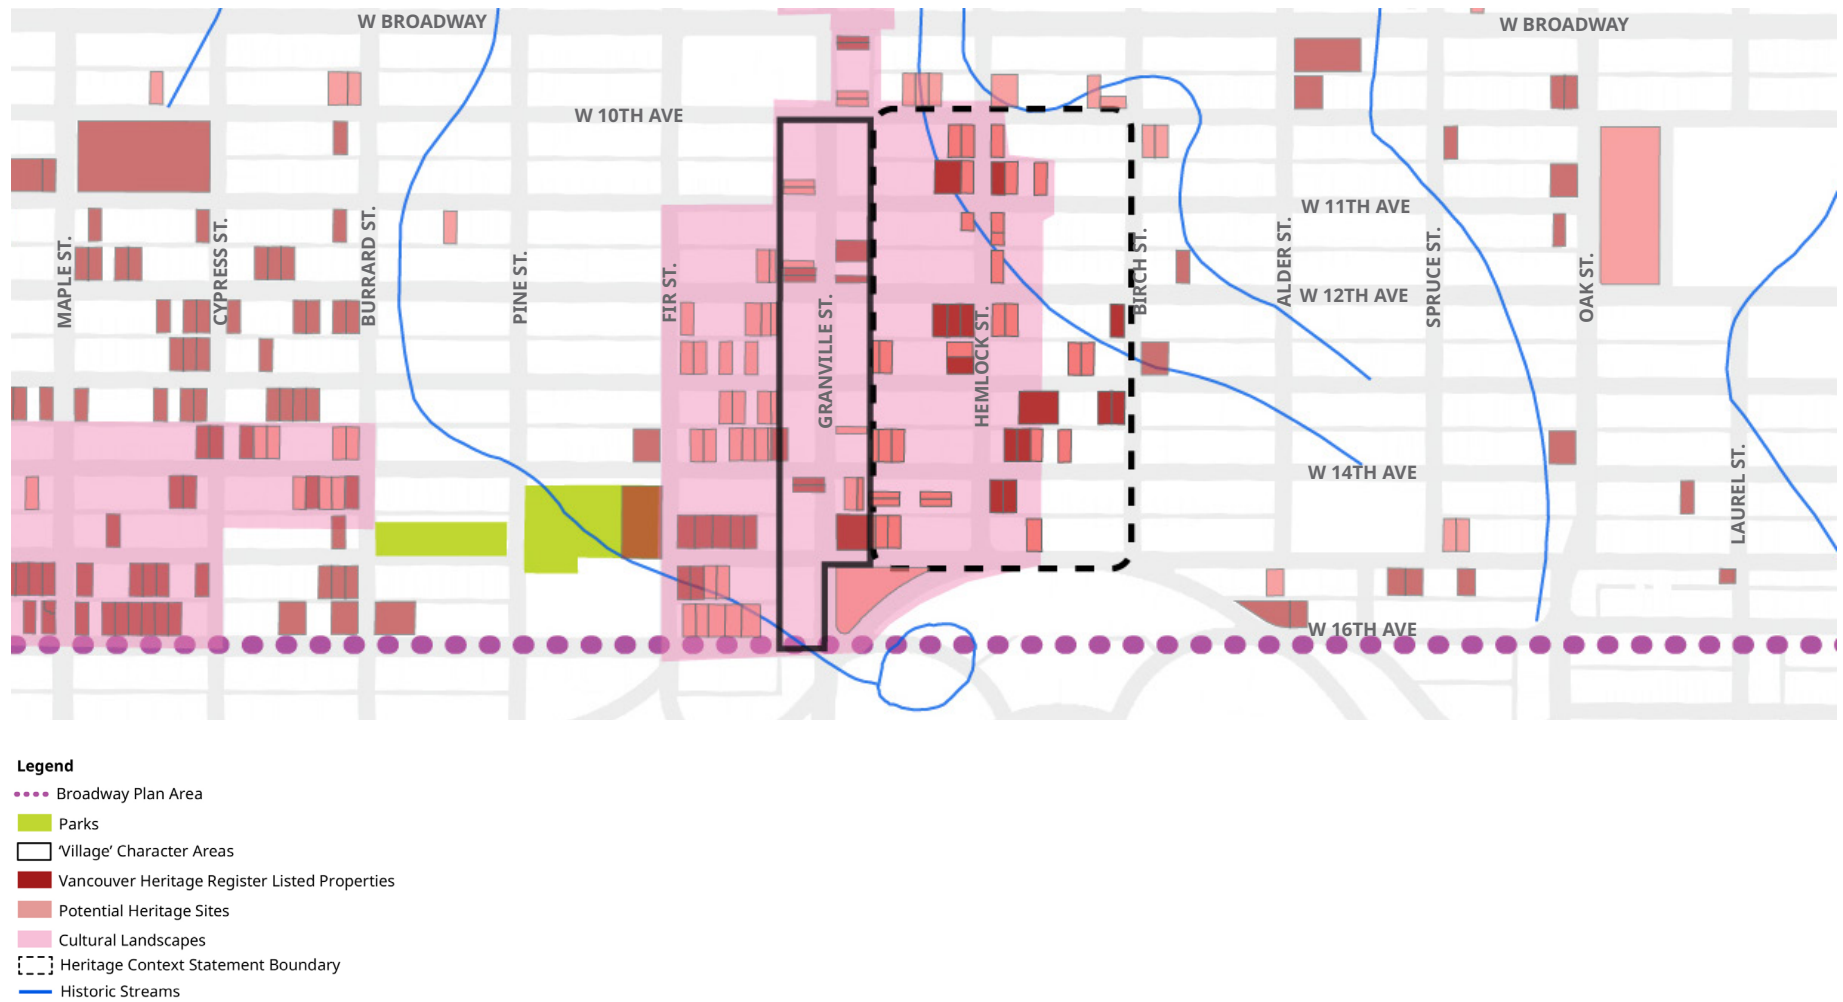 W BROADWAY
W BROADWAY
W 10TH AVE
W 11TH AVE
W 12TH AVE
MAPLE ST.
CYPRESS ST.
BURRARD ST.
PINE ST.
FIR ST.
GRANVILLE ST.
HEMLOCK ST.
BIRCH ST.
ALDER ST.
SPRUCE ST.
OAK ST.
LAUREL ST.
W 14TH AVE
W 16TH AVE
Legend
Broadway Plan Area
Parks
‘Village’ Character Areas
Vancouver Heritage Register Listed Properties
Potential Heritage Sites
Cultural Landscapes
Heritage Context Statement Boundary
Historic Streams